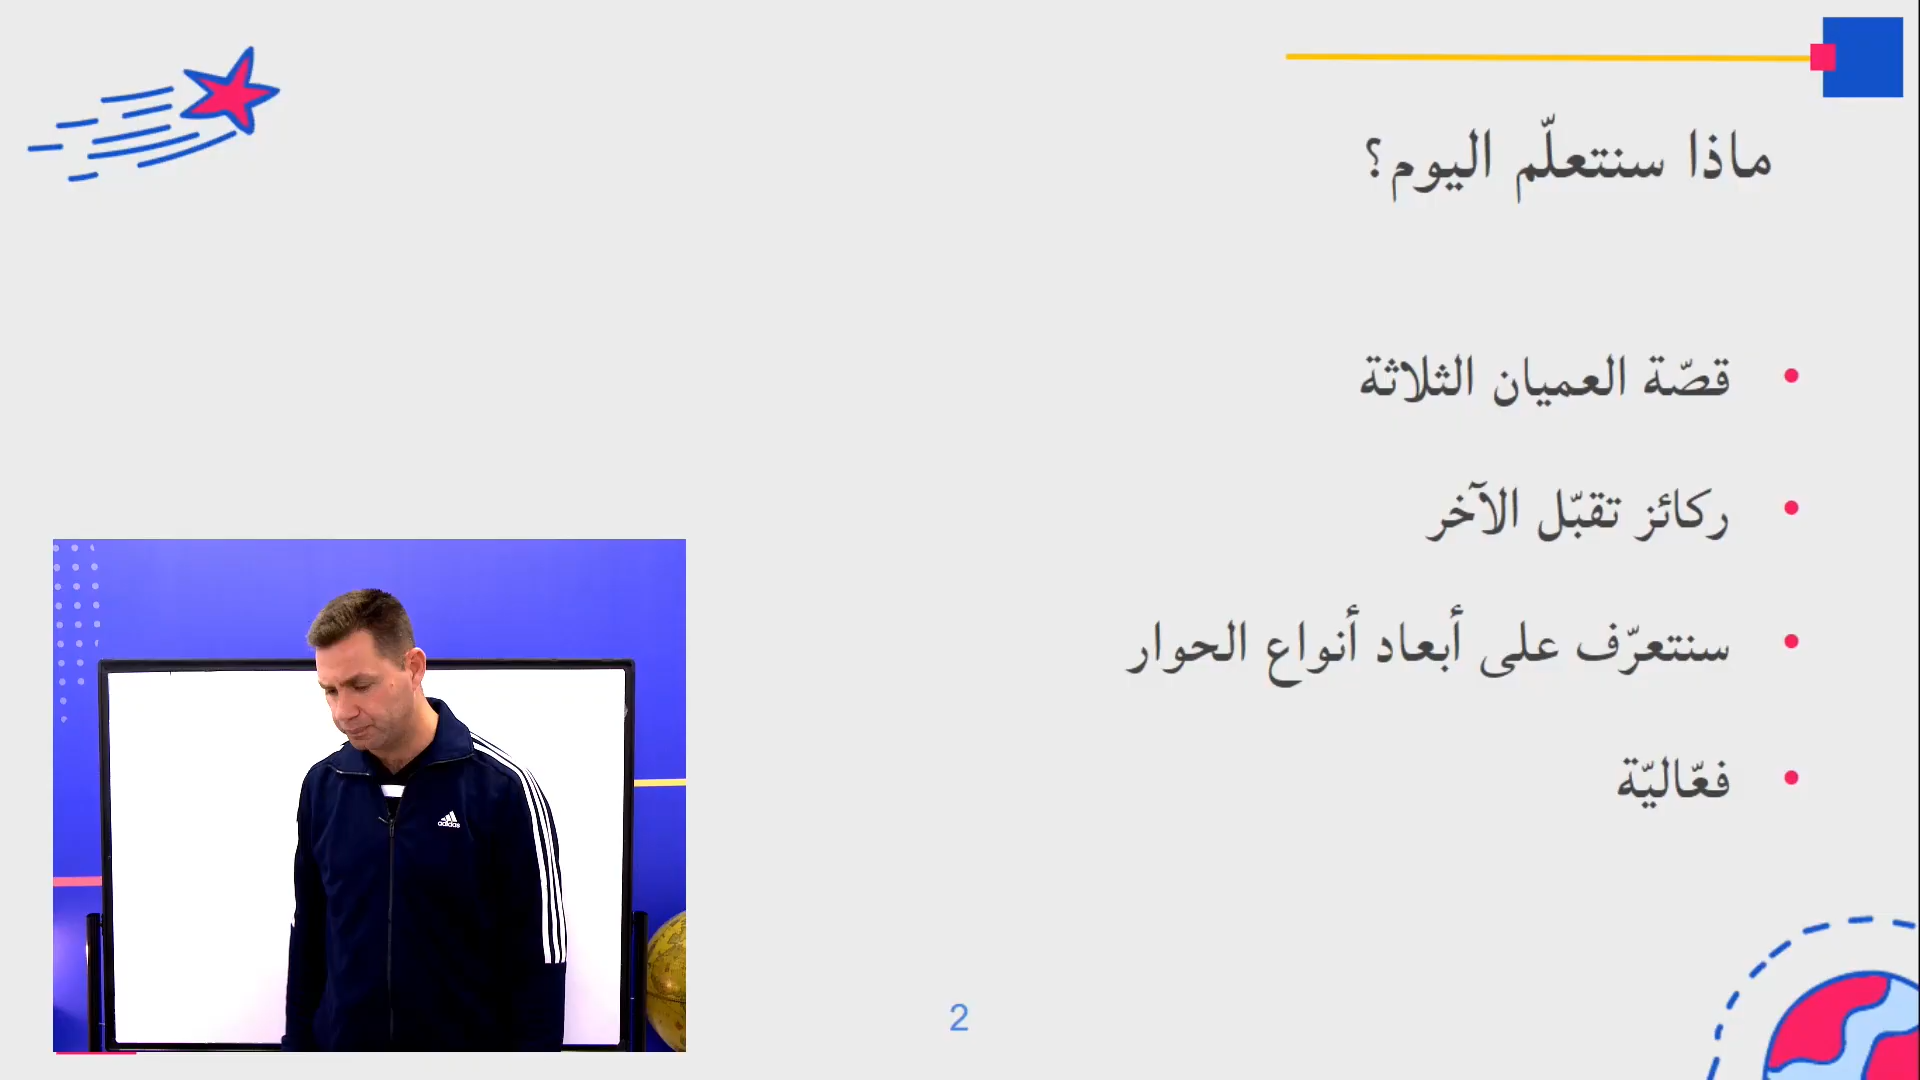 ماذا سنتعلّم اليوم؟
قصّة العميان الثلاثة
ركائز تقبّل الآخر
سنتعرّف على أبعاد أنواع الحوار
فعّاليّة
adidas
2